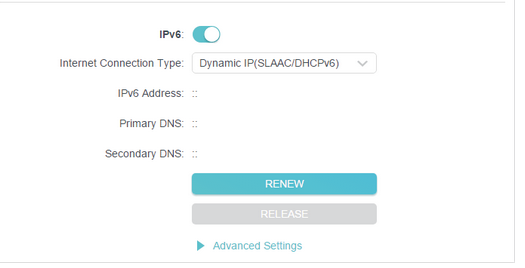 IPv6:
Internet Connection Type: Dynamic IP(SLAAC/DHCPv6)
IPv6 Address: ::
Primary DNS: ::
Secondary DNS: ::
RENEW
RELEASE
Advanced Settings